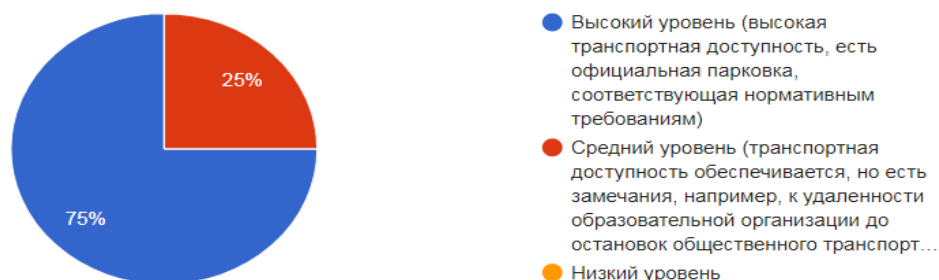 25%
75%
Высокий уровень (высокая
транспортная доступность, есть
официальная парковка,
соответствующая нормативным
требованиям)
Средний уровень (транспортная
доступность обеспечивается, но есть
замечания, например, к удаленности
образовательной организации до
остановок общественного транспорт...
Низкий уровень